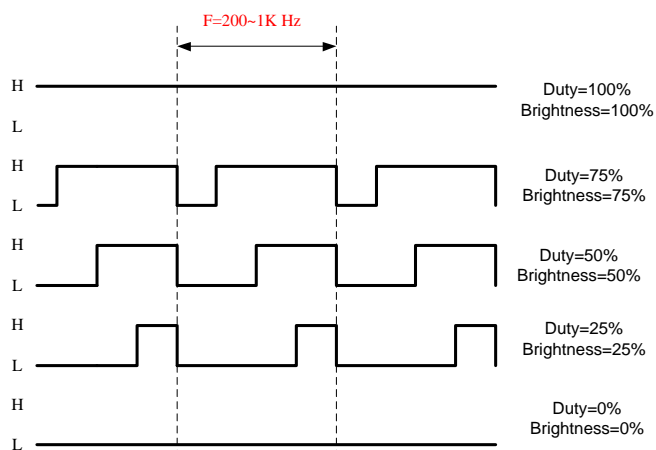 F=200~1K Hz
H
L
Duty=100%
Brightness=100%
H
L
Duty=75%
Brightness=75%
H
L
Duty=50%
Brightness=50%
H
L
Duty=25%
Brightness=25%
H
L
Duty=0%
Brightness=0%